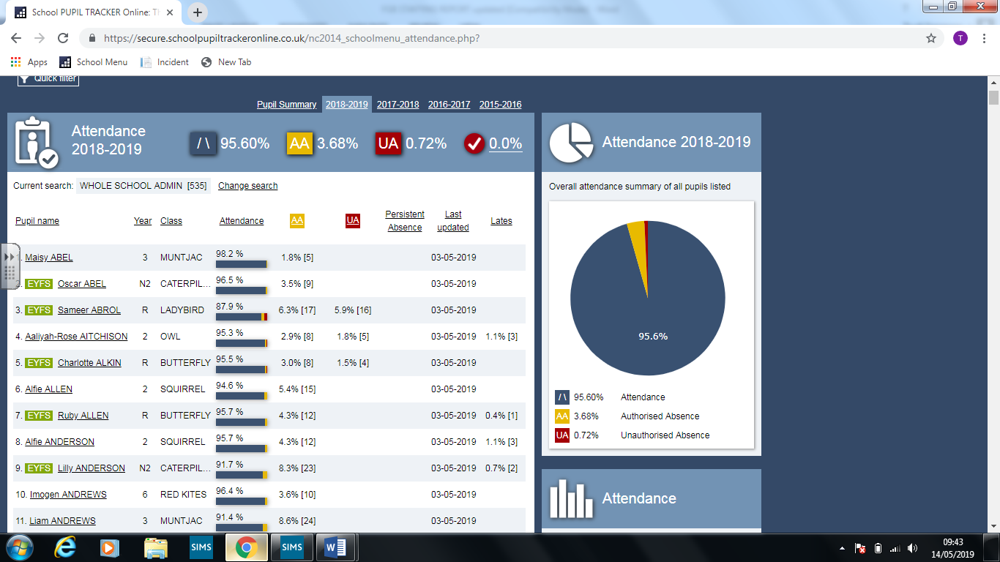 School PUPIL TRACKER Online: Th
https://secure.schoolpupiltrackeronline.co.uk/nc2014_schoolmenu_attendance.php?
T
Apps School Menu Incident New Tab
Quick filter
Pupil Summary 2018-2019 2017-2018 2016-2017 2015-2016
Attendance 2018-2019 / \ 95.60% AA 3.68% UA 0.72% 0.0%
Current search: WHOLE SCHOOL ADMIN [535] Change search
Pupil name Year Class Attendance AA UA Persistent Absence Last updated Lates
1. Maisy ABEL 3 MUNTJAC 98.2 % 1.8% [5] 03-05-2019
2. EYFS Oscar ABEL N2 CATERPIL... 96.5 % 3.5% [9] 03-05-2019
3. EYFS Sameer ABROL R LADYBIRD 87.9 % 6.3% [17] 5.9% [16] 03-05-2019
4. Aaliyah-Rose AITCHISON 2 OWL 95.3 % 2.9% [8] 1.8% [5] 03-05-2019 1.1% [3]
5. EYFS Charlotte ALKIN R BUTTERFLY 95.5 % 3.0% [8] 1.5% [4] 03-05-2019
6. Alfie ALLEN 2 SQUIRREL 94.6 % 5.4% [15] 03-05-2019
7. EYFS Ruby ALLEN R BUTTERFLY 95.7 % 4.3% [12] 03-05-2019 0.4% [1]
8. Alfie ANDERSON 2 SQUIRREL 95.7 % 4.3% [12] 03-05-2019 1.1% [3]
9. EYFS Lilly ANDERSON N2 CATERPIL... 91.7 % 8.3% [23] 03-05-2019 0.7% [2]
10. Imogen ANDREWS 6 RED KITES 96.4 % 3.6% [10] 03-05-2019
11. Liam ANDREWS 3 MUNTJAC 91.4 % 8.6% [24] 03-05-2019
Attendance 2018-2019
Overall attendance summary of all pupils listed
95.6%
/ \ 95.60% Attendance
AA 3.68% Authorised Absence
UA 0.72% Unauthorised Absence
Attendance
SIMS SIMS W
09:43
14/05/2019